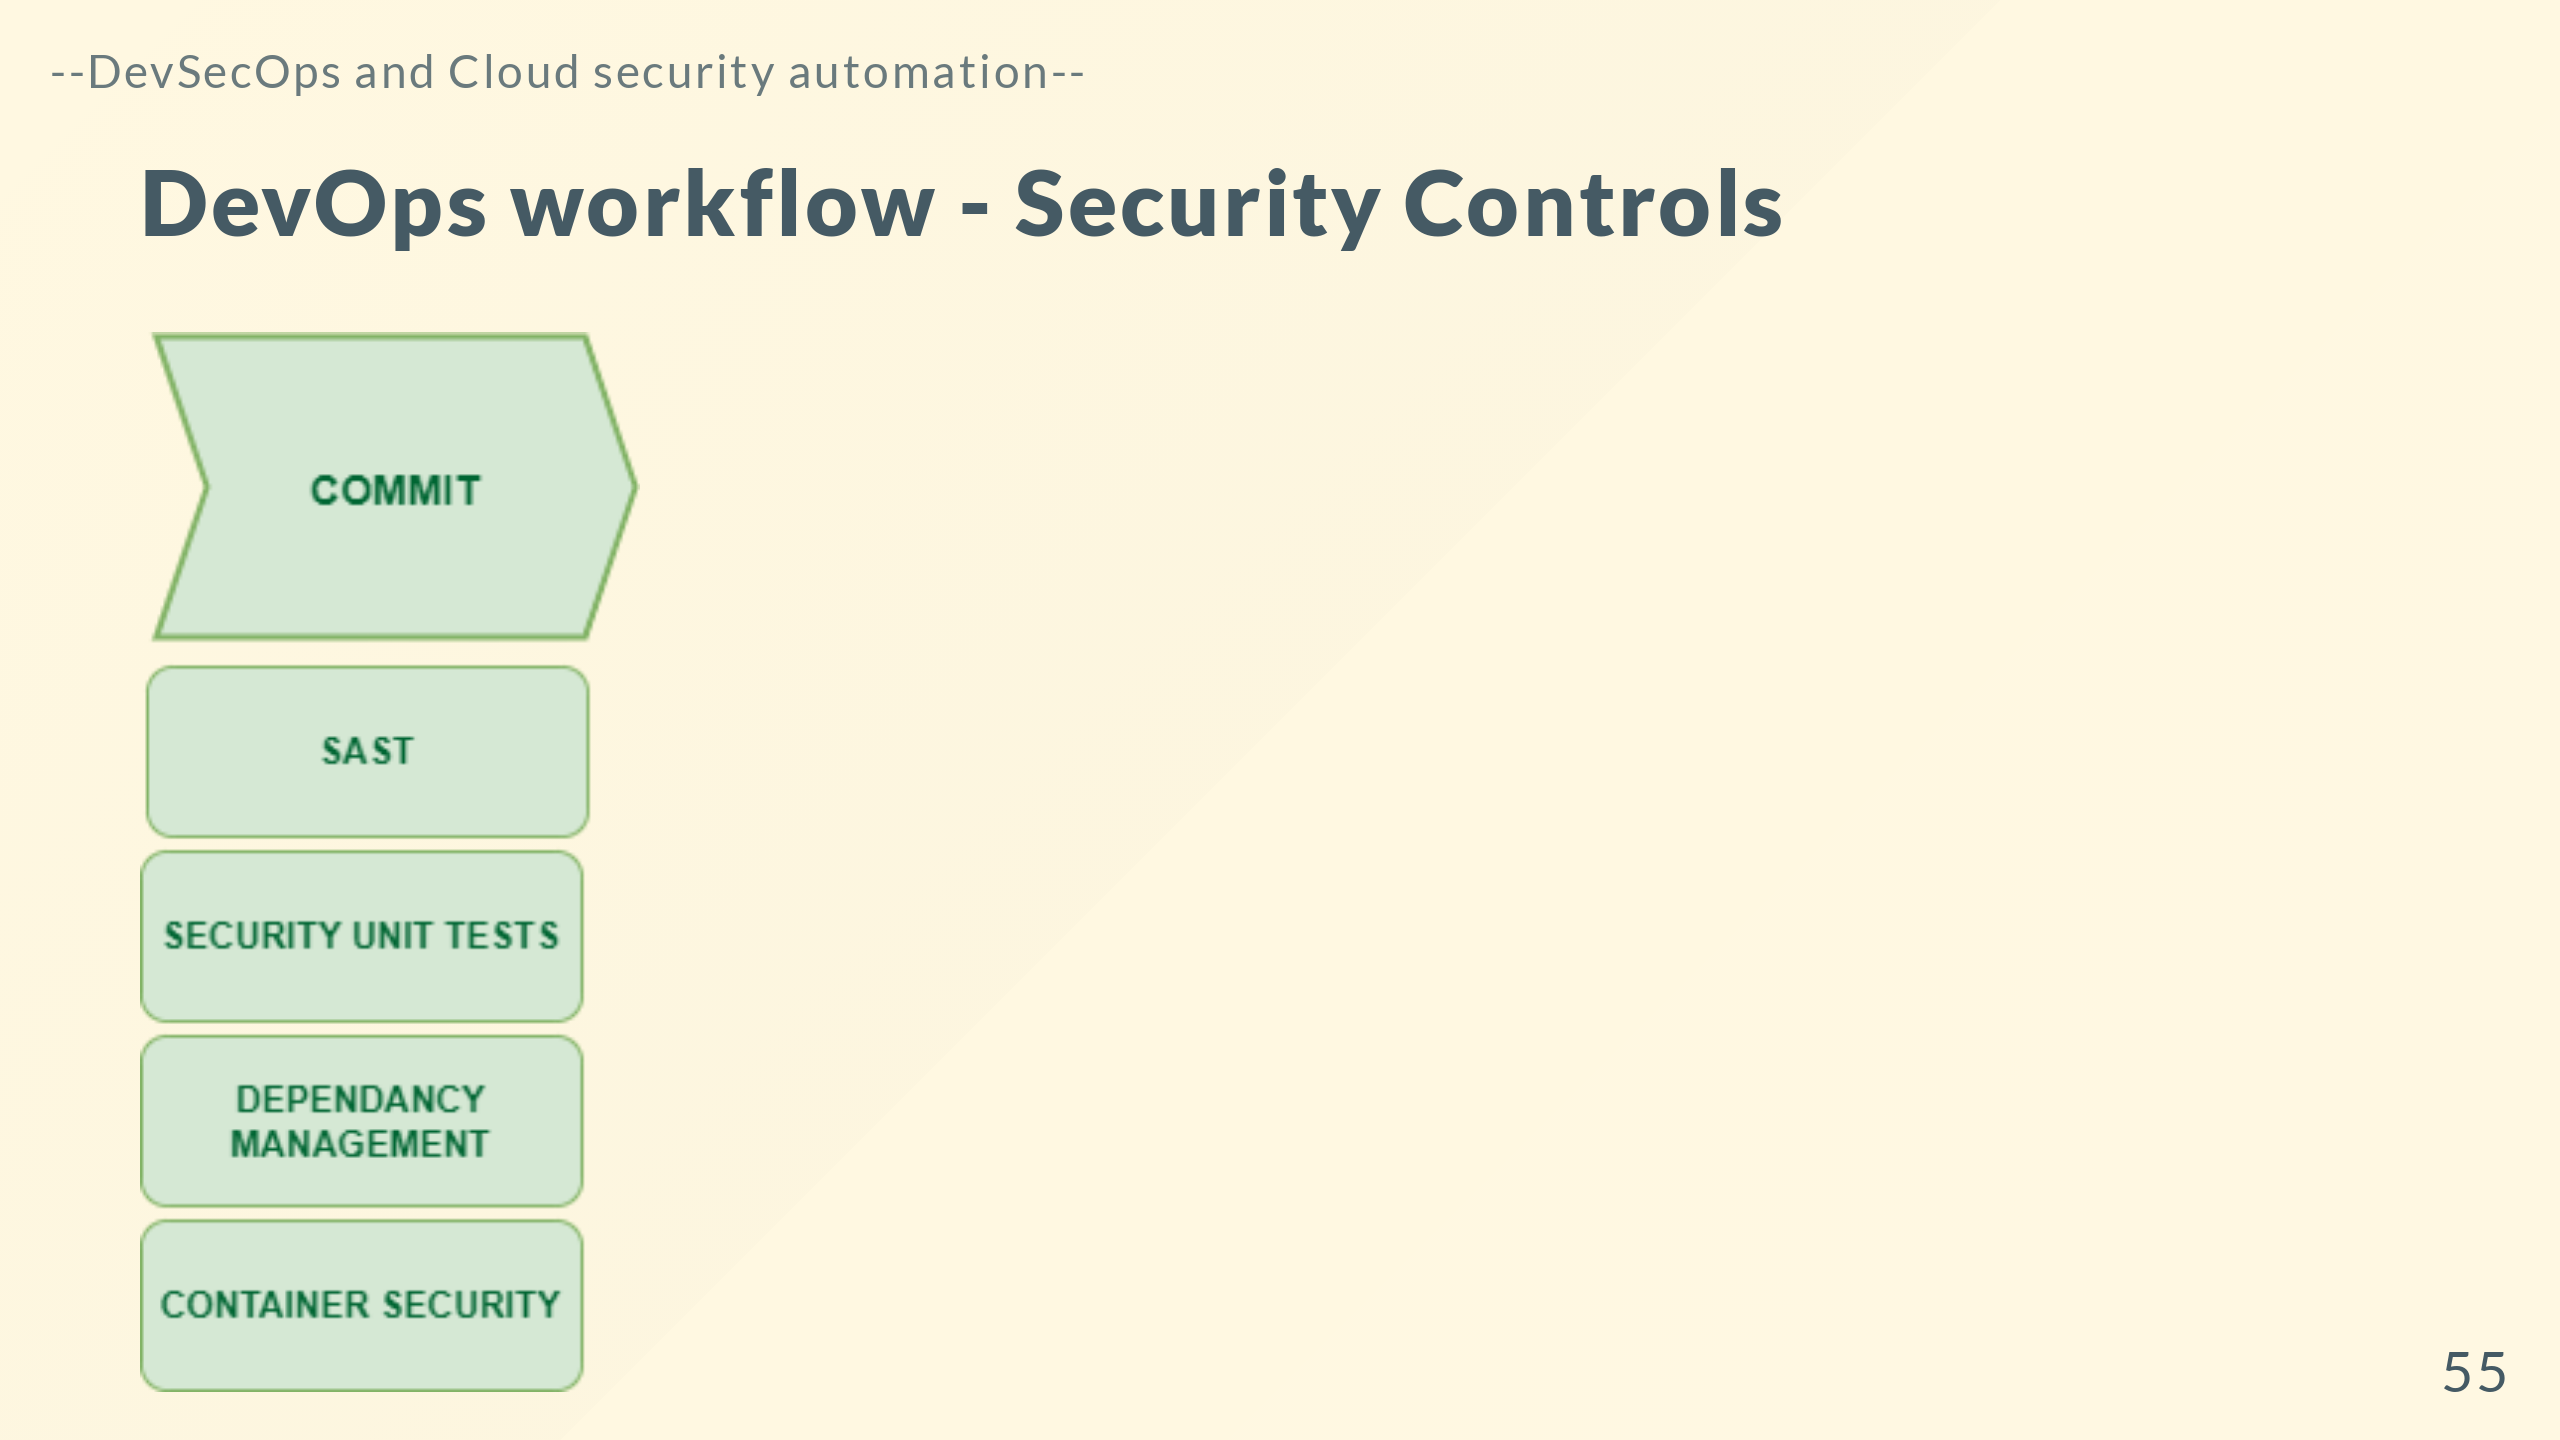 --DevSecOps and Cloud security automation--
DevOps workflow - Security Controls
COMMIT
SAST
SECURITY UNIT TESTS
DEPENDANCY
MANAGEMENT
CONTAINER SECURITY
55